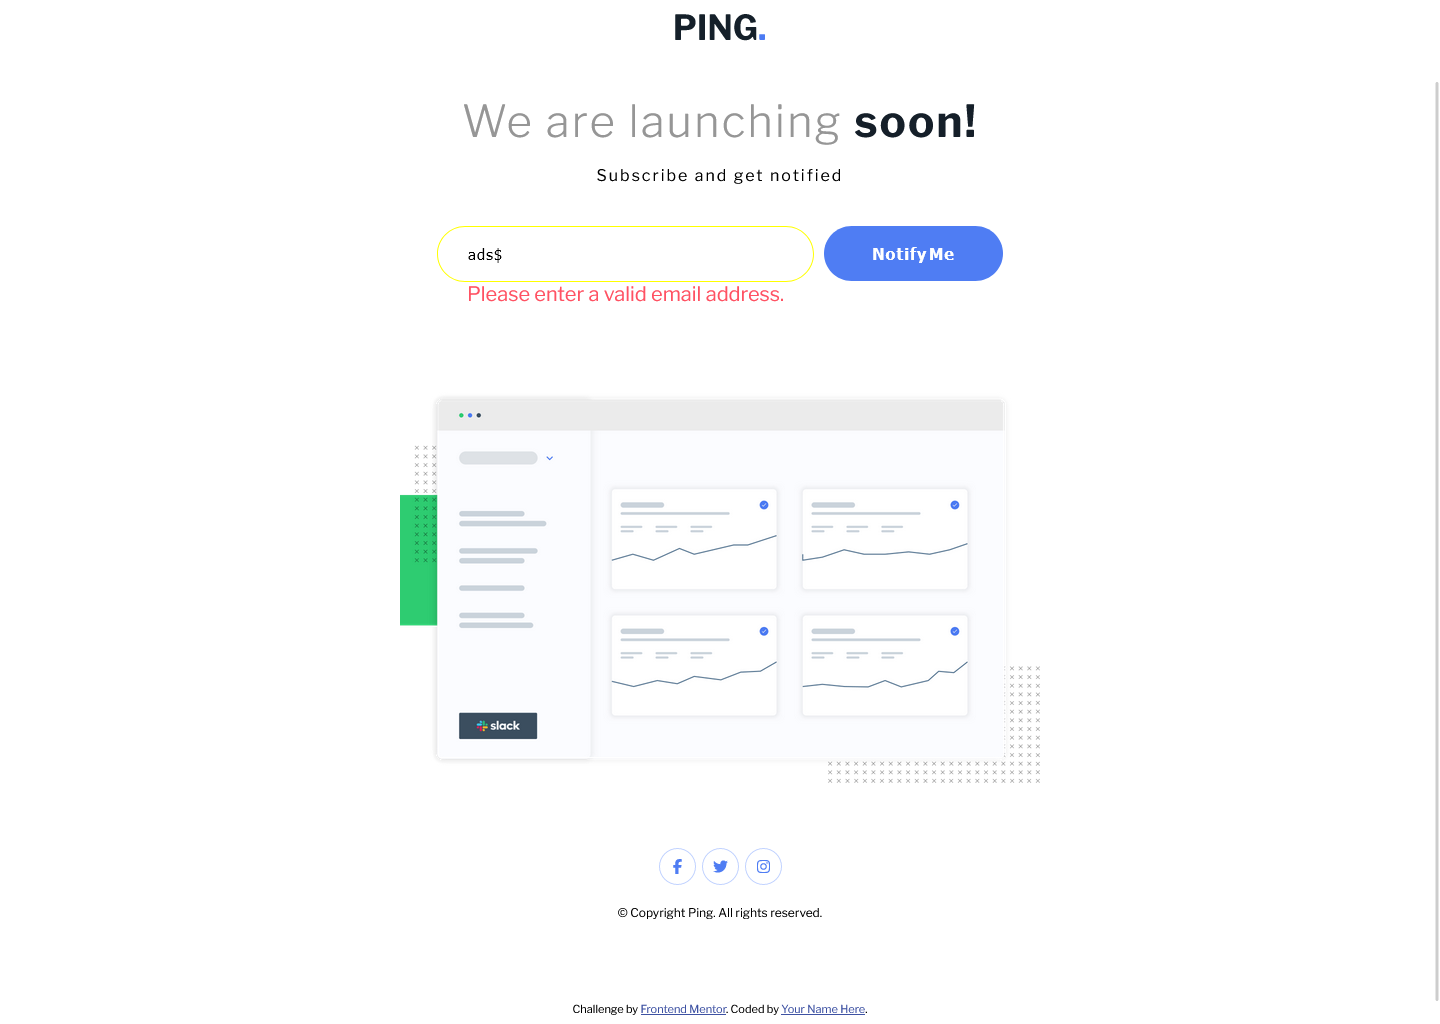 PING.
We are launching soon!
Subscribe and get notified
ads$
Notify Me
Please enter a valid email address.
slack
© Copyright Ping. All rights reserved.
Challenge by Frontend Mentor. Coded by Your Name Here.